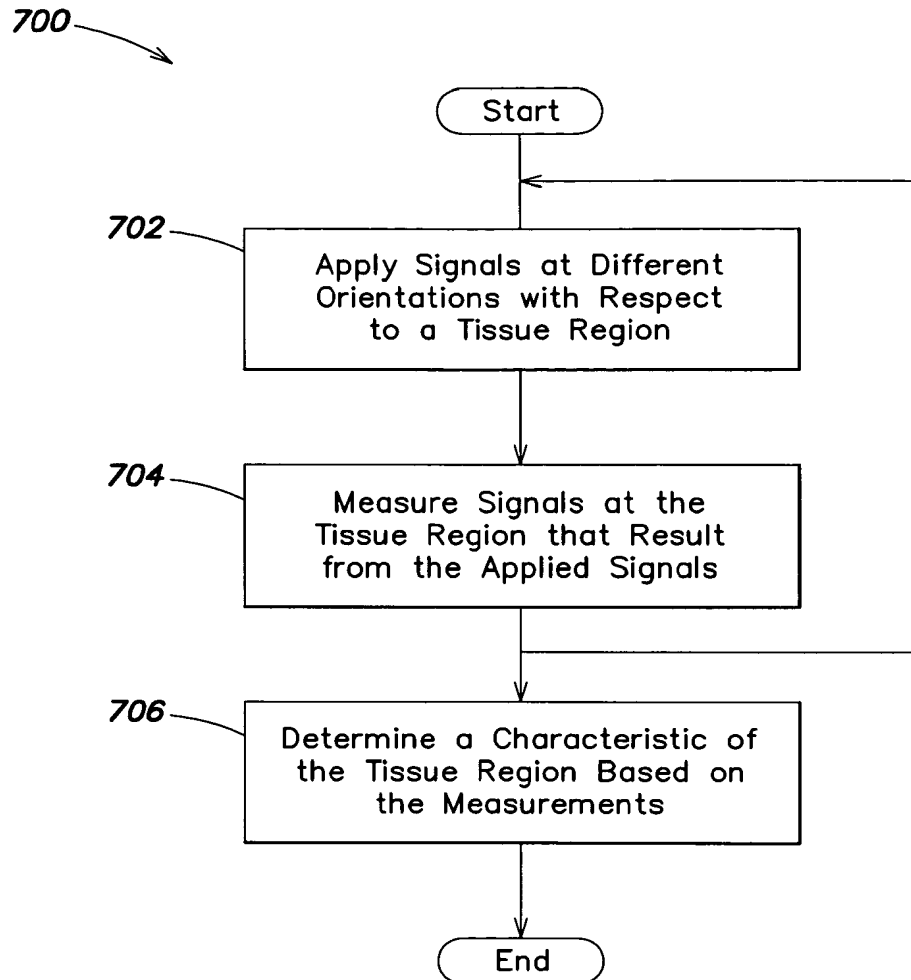 700
Start
702
Apply Signals at Different
Orientations with Respect
to a Tissue Region
704
Measure Signals at the
Tissue Region that Result
from the Applied Signals
706
Determine a Characteristic of
the Tissue Region Based on
the Measurements
End